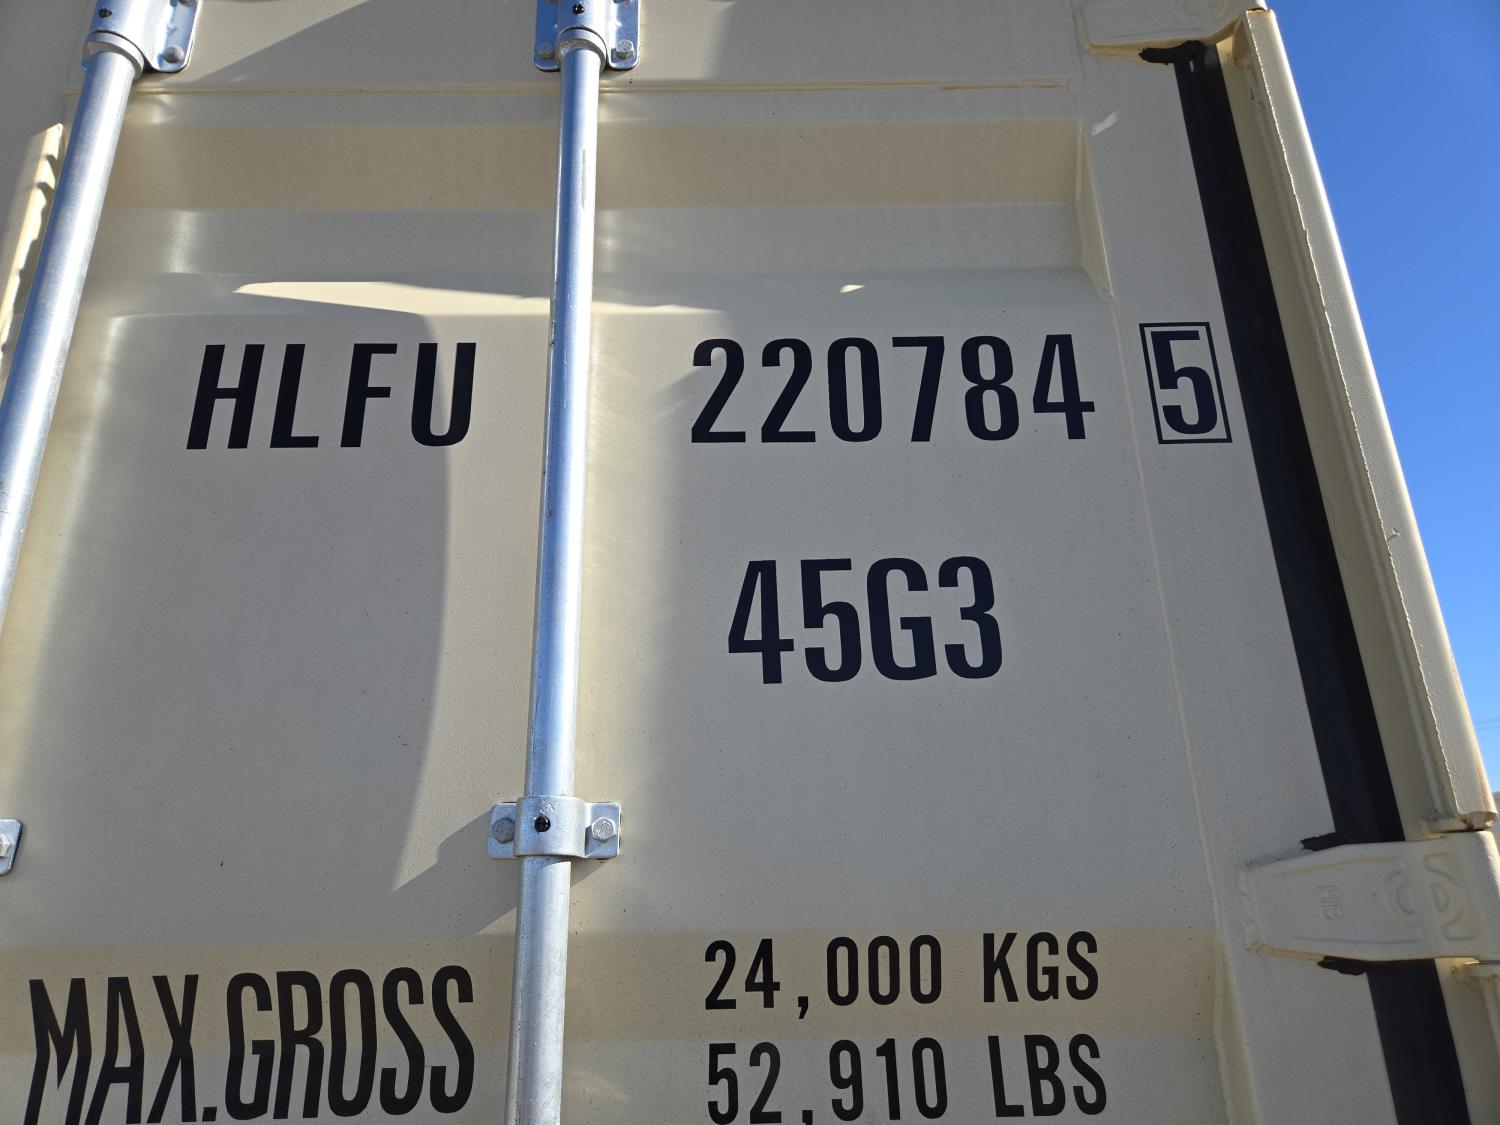 HLFU 220784 5
45G3
MAX.GROSS 24,000 KGS
52,910 LBS